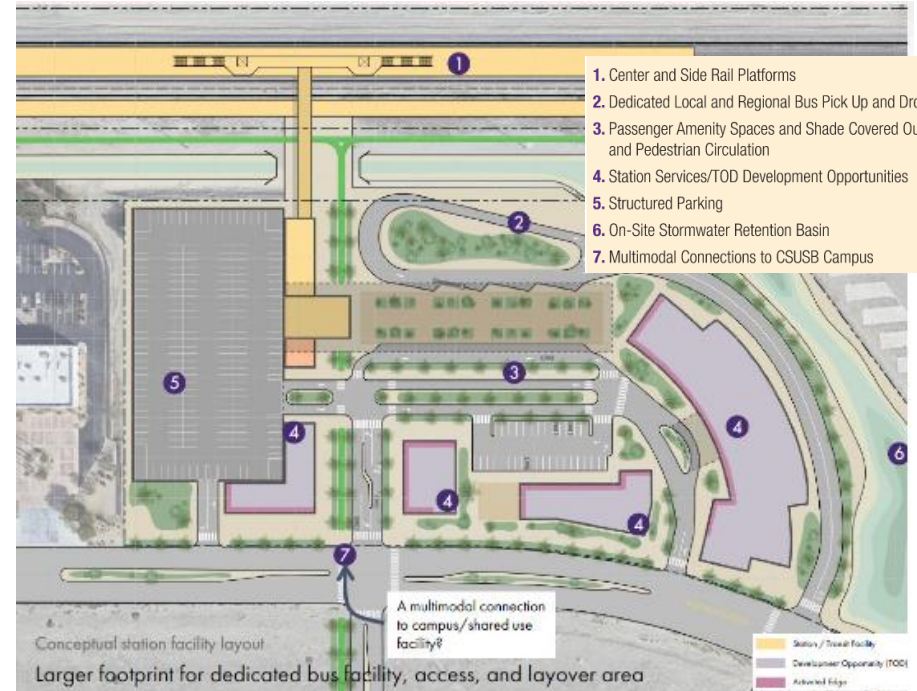 1
1. Center and Side Rail Platforms
2. Dedicated Local and Regional Bus Pick Up and Dro
3. Passenger Amenity Spaces and Shade Covered Ou
and Pedestrian Circulation
4. Station Services/TOD Development Opportunities
5. Structured Parking
6. On-Site Stormwater Retention Basin
7. Multimodal Connections to CSUSB Campus
2
3
5
4
4
4
4
6
7
A multimodal connection
to campus/shared use
facility?
Conceptual station facility layout
Larger footprint for dedicated bus facility, access, and layover area
Station / Transit Facility
Development Opportunity (TOD)
Activated Edge